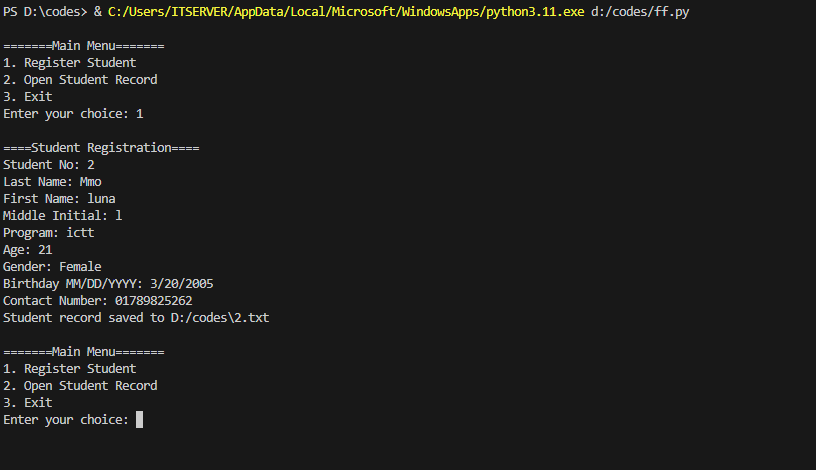 PS D:\codes> & C:/Users/ITSERVER/AppData/Local/Microsoft/WindowsApps/python3.11.exe d:/codes/ff.py
=======Main Menu=======
1. Register Student
2. Open Student Record
3. Exit
Enter your choice: 1
====Student Registration====
Student No: 2
Last Name: Mmo
First Name: luna
Middle Initial: l
Program: ictt
Age: 21
Gender: Female
Birthday MM/DD/YYYY: 3/20/2005
Contact Number: 01789825262
Student record saved to D:/codes\2.txt
=======Main Menu=======
1. Register Student
2. Open Student Record
3. Exit
Enter your choice: